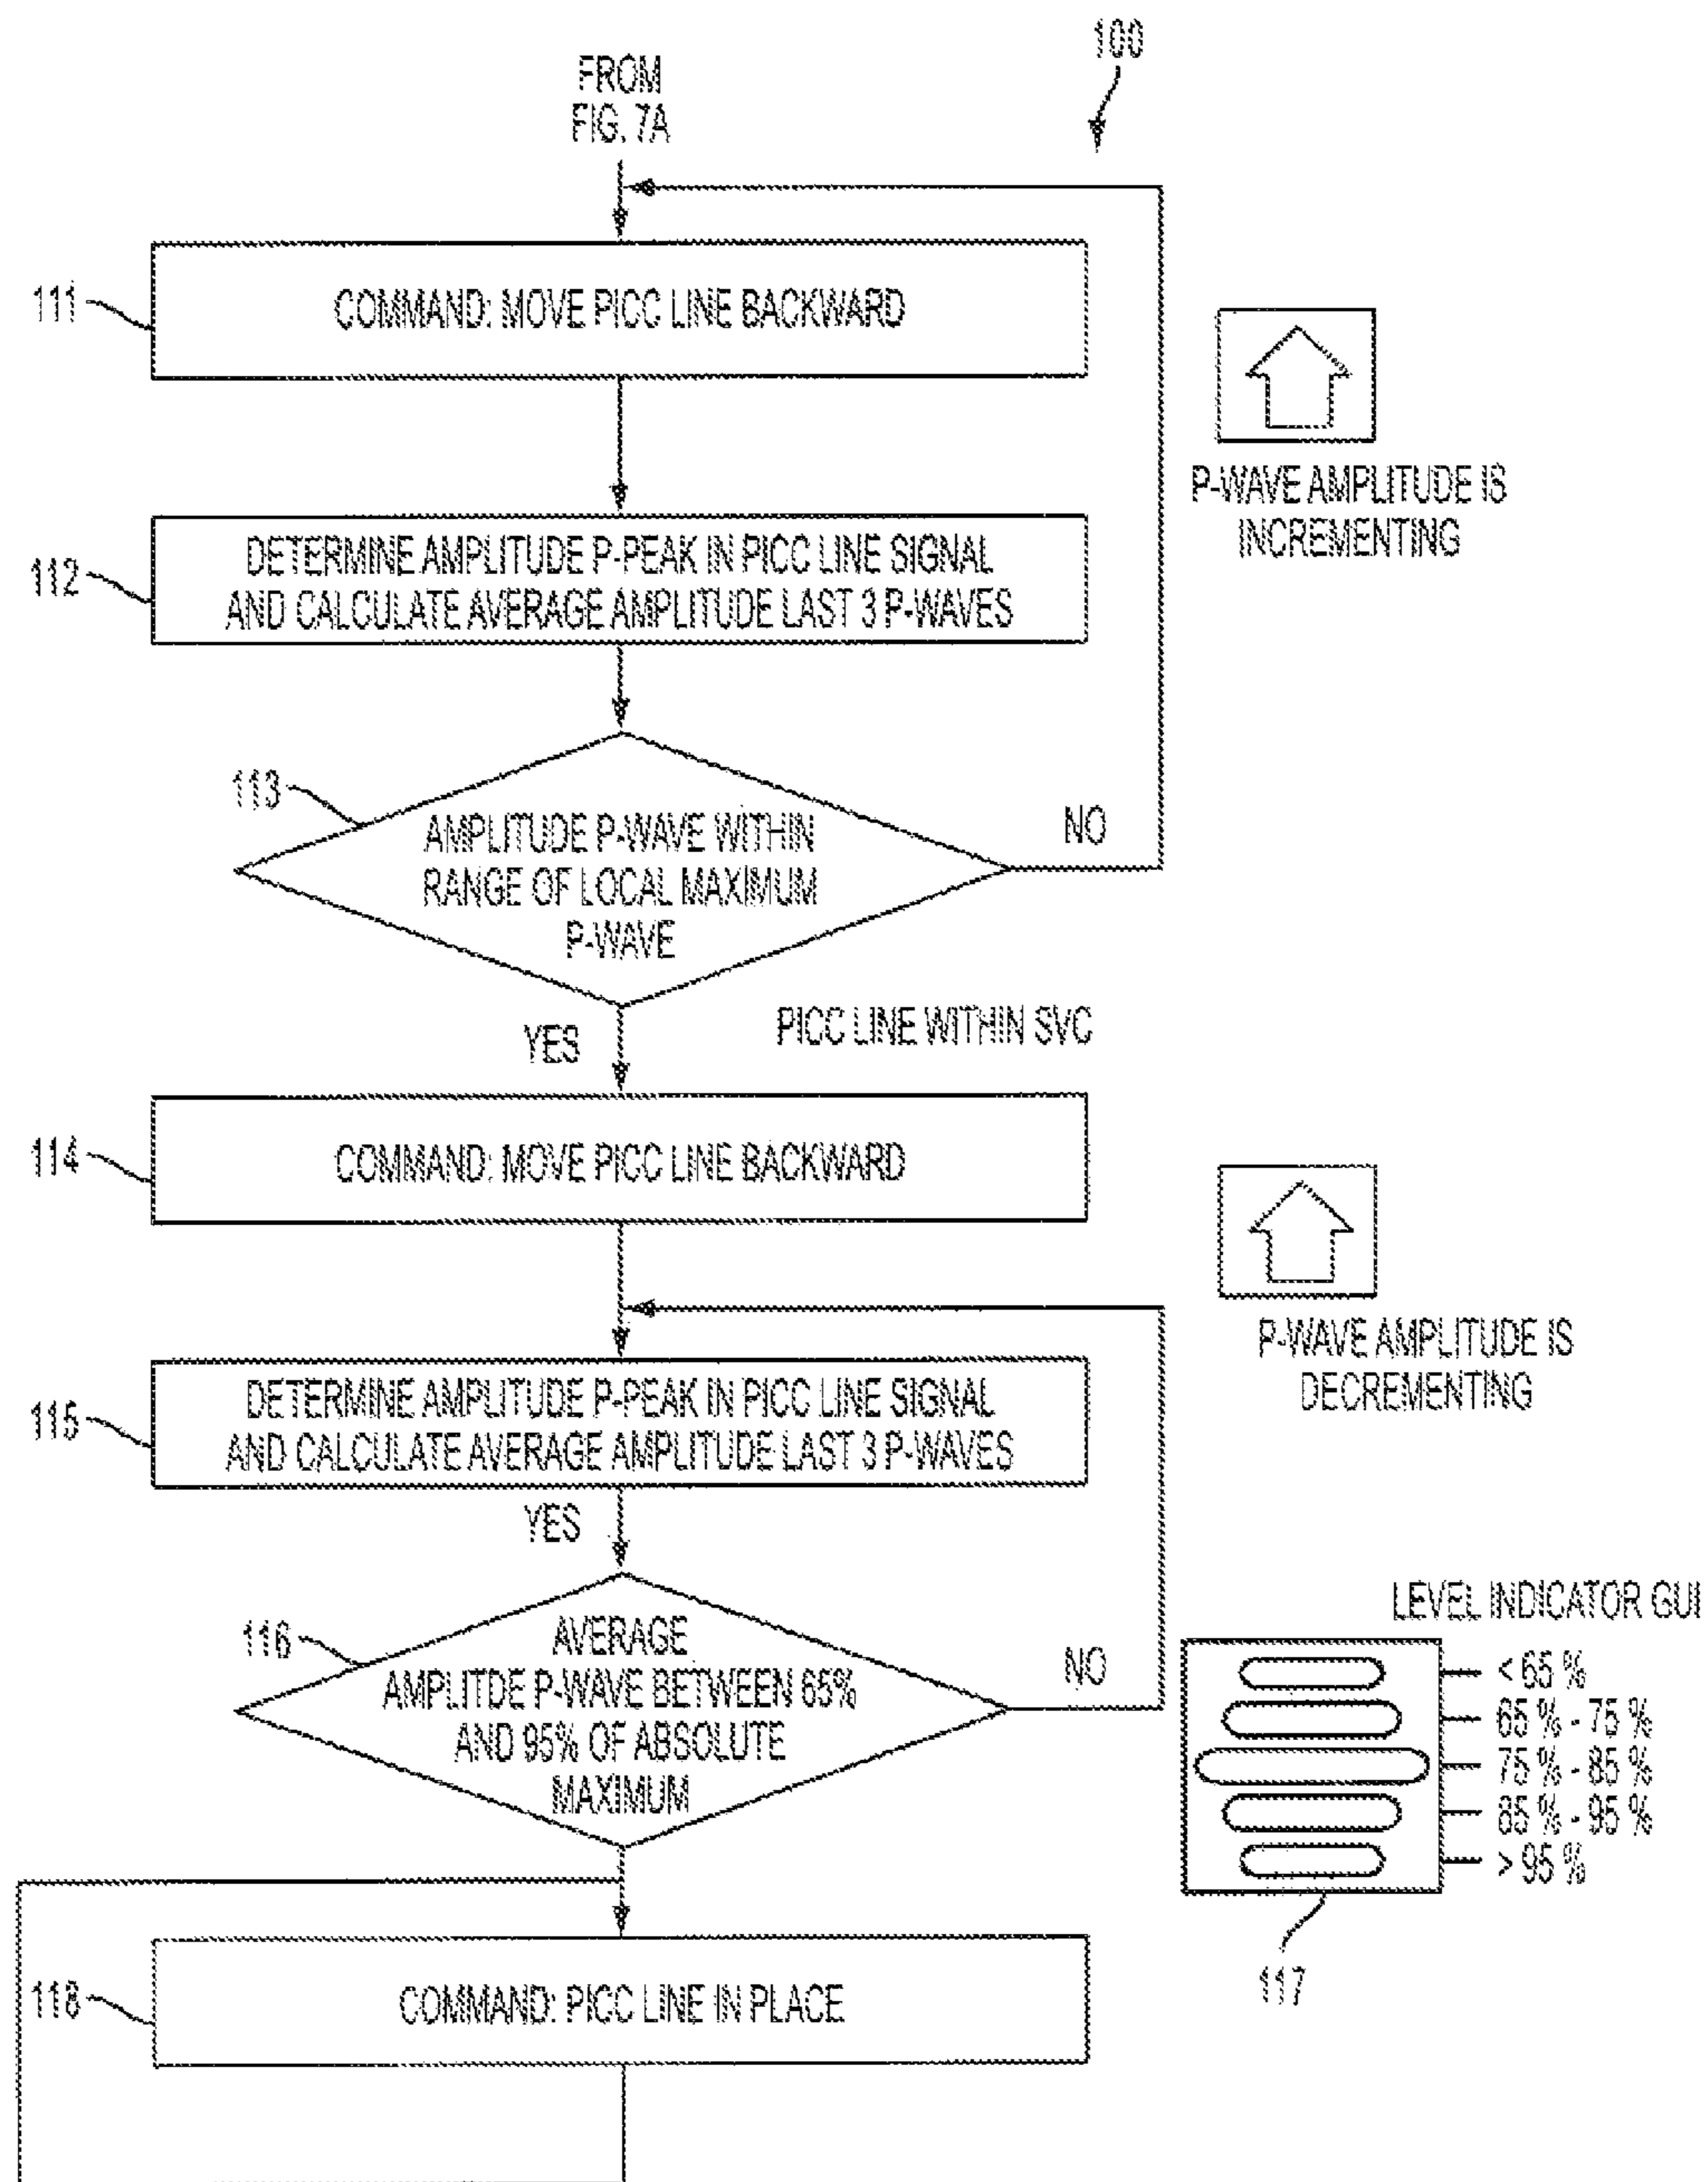 100
FROM
FIG. 7A
111
COMMAND: MOVE PICC LINE BACKWARD
P-WAVE AMPLITUDE IS
INCREMENTING
112
DETERMINE AMPLITUDE P-PEAK IN PICC LINE SIGNAL
AND CALCULATE AVERAGE AMPLITUDE LAST 3 P-WAVES
113
AMPLITUDE P-WAVE WITHIN
RANGE OF LOCAL MAXIMUM
P-WAVE
NO
YES
PICC LINE WITHIN SVC
114
COMMAND: MOVE PICC LINE BACKWARD
P-WAVE AMPLITUDE IS
DECREMENTING
115
DETERMINE AMPLITUDE P-PEAK IN PICC LINE SIGNAL
AND CALCULATE AVERAGE AMPLITUDE LAST 3 P-WAVES
YES
116
AVERAGE
AMPLITDE P-WAVE BETWEEN 65%
AND 95% OF ABSOLUTE
MAXIMUM
NO
LEVEL INDICATOR GUI
< 65 %
65 % - 75 %
75 % - 85 %
85 % - 95 %
> 95 %
117
118
COMMAND: PICC LINE IN PLACE